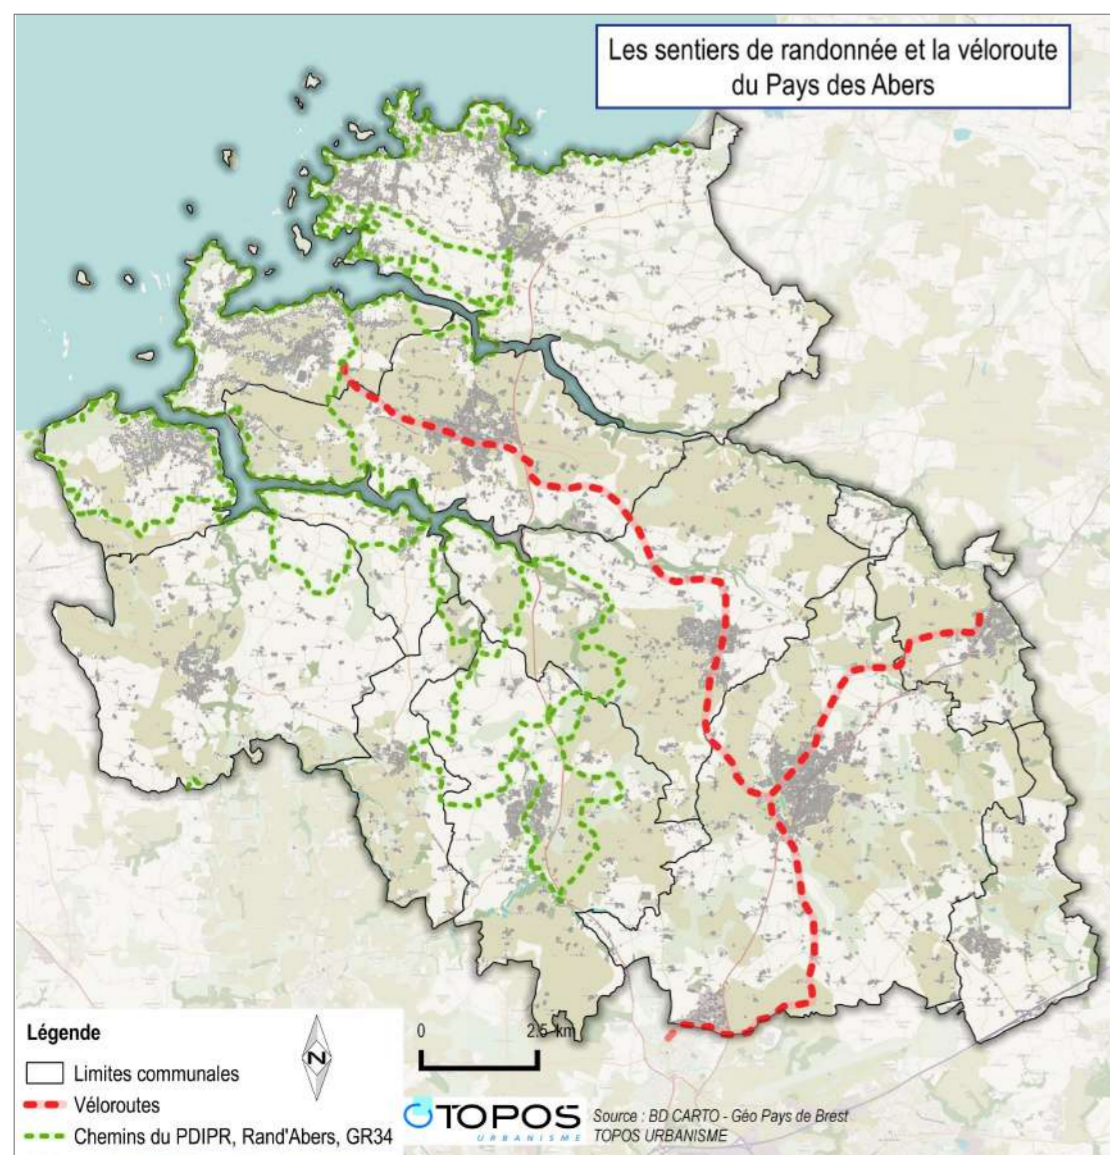 Les sentiers de randonnée et la véloroute
du Pays des Abers
Légende
N
Limites communales
Véloroutes
Chemins du PDIPR, Rand'Abers, GR34
0 2.5 km
TOPOS
URBANISME
Source : BD CARTO - Géo Pays de Brest
TOPOS URBANISME